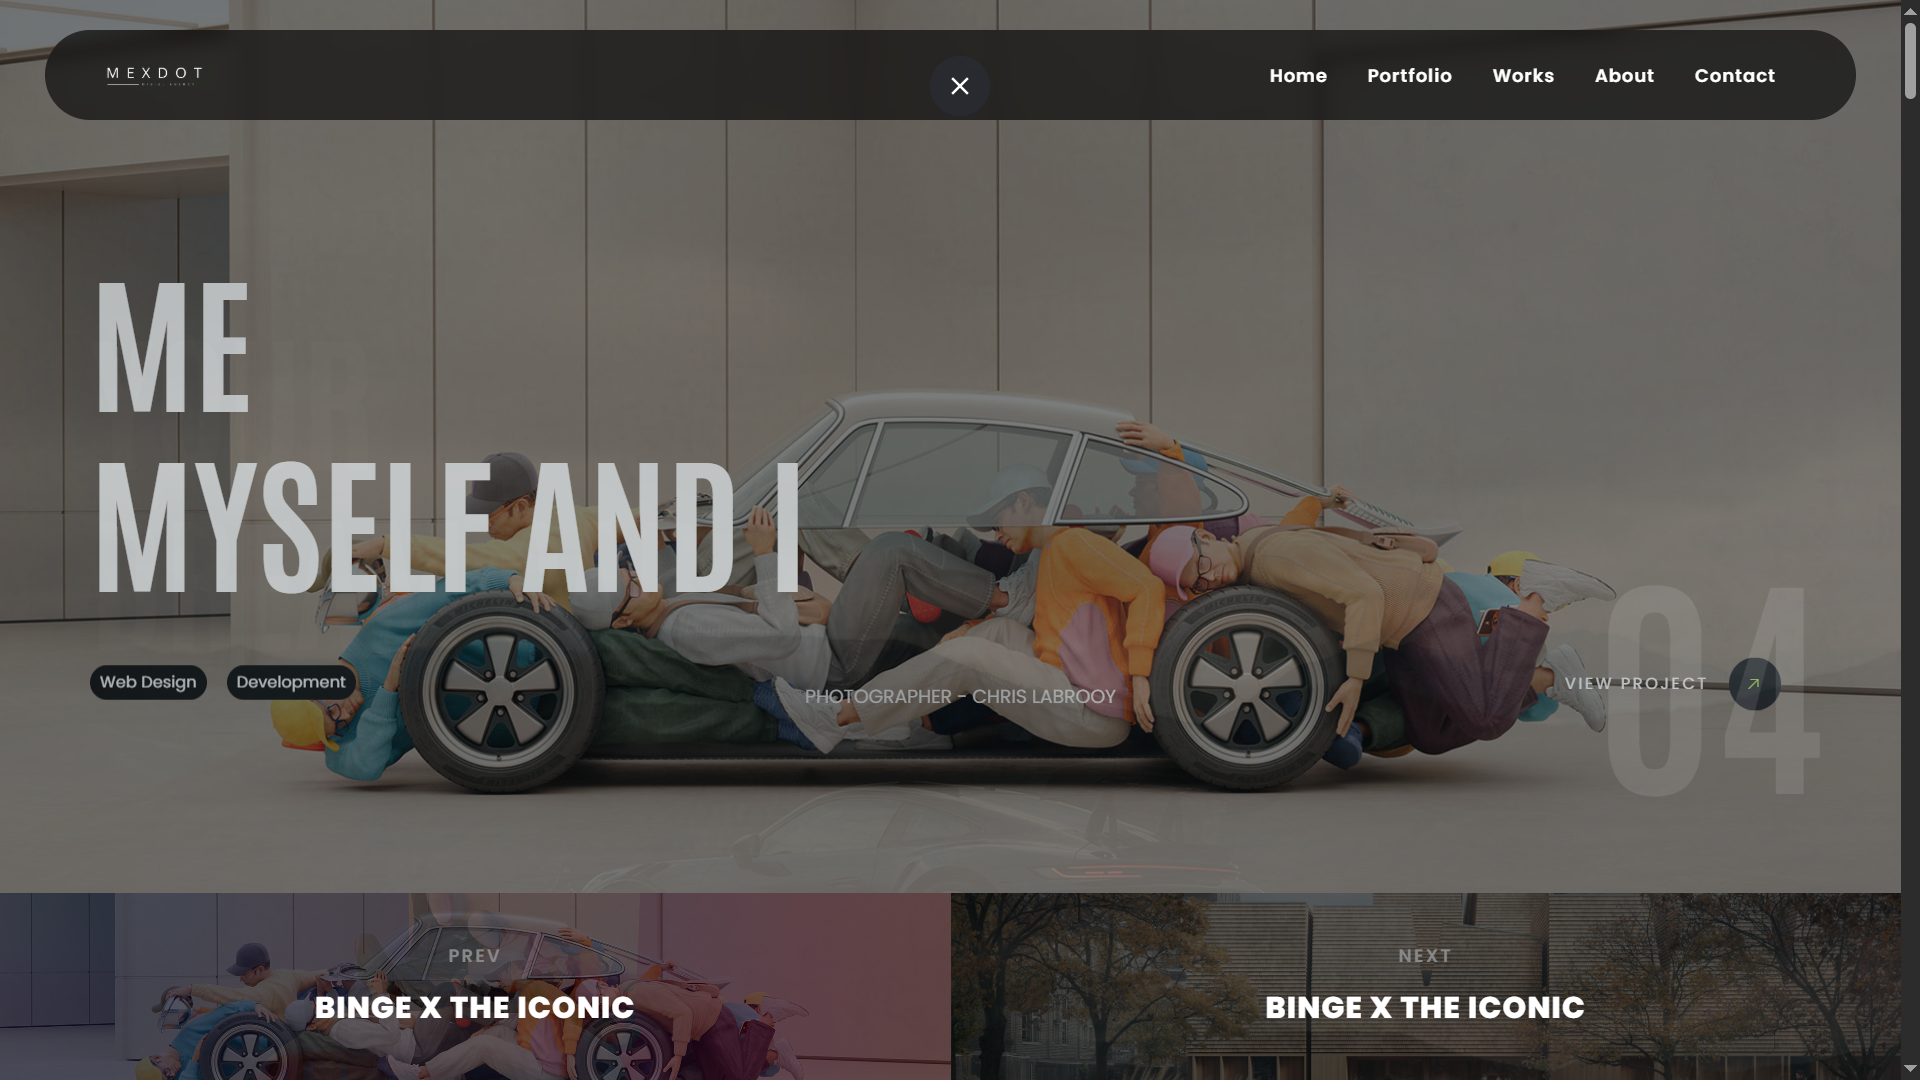 MEXDOT
Home
Portfolio
Works
About
Contact
ME
MYSELF AND I
Web Design
Development
PHOTOGRAPHER - CHRIS LABROOY
VIEW PROJECT
04
PREV
BINGE X THE ICONIC
NEXT
BINGE X THE ICONIC